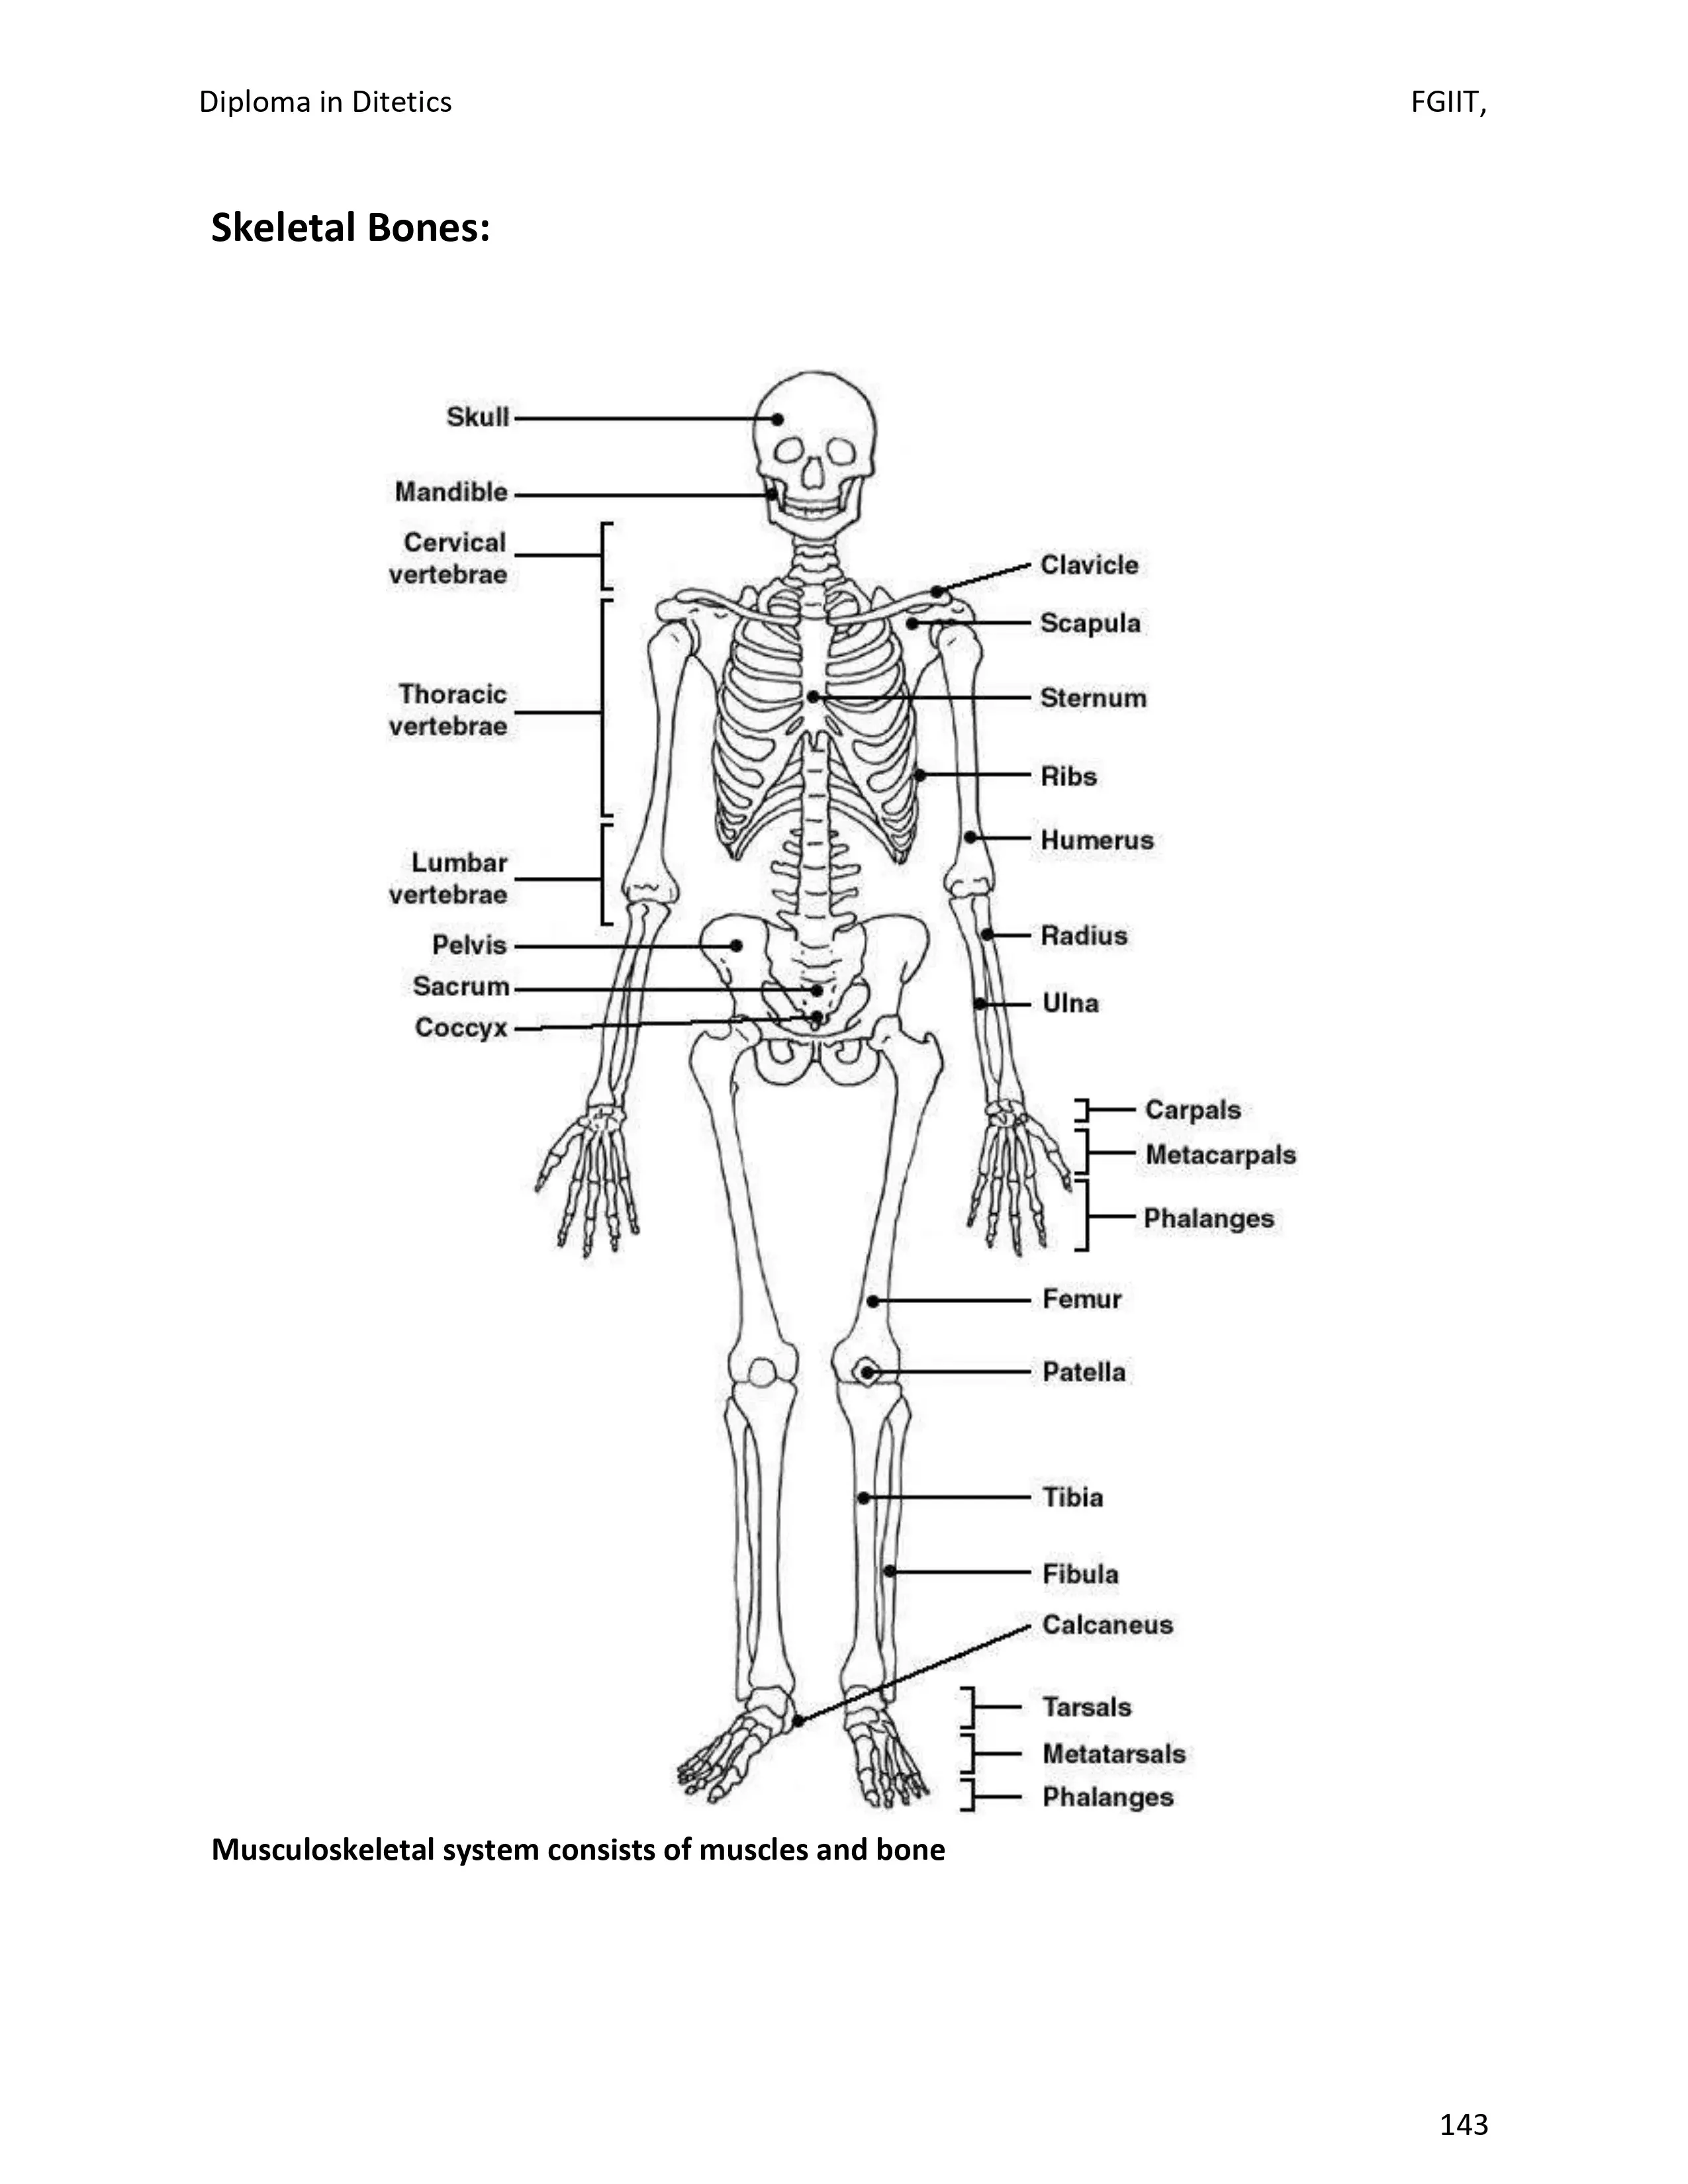 Diploma in Ditetics FGIIT,
Skeletal Bones:
Skull
Mandible
Cervical
vertebrae
Thoracic
vertebrae
Lumbar
vertebrae
Pelvis
Sacrum
Coccyx
Clavicle
Scapula
Sternum
Ribs
Humerus
Radius
Ulna
Carpals
Metacarpals
Phalanges
Femur
Patella
Tibia
Fibula
Calcaneus
Tarsals
Metatarsals
Phalanges
Musculoskeletal system consists of muscles and bone
143